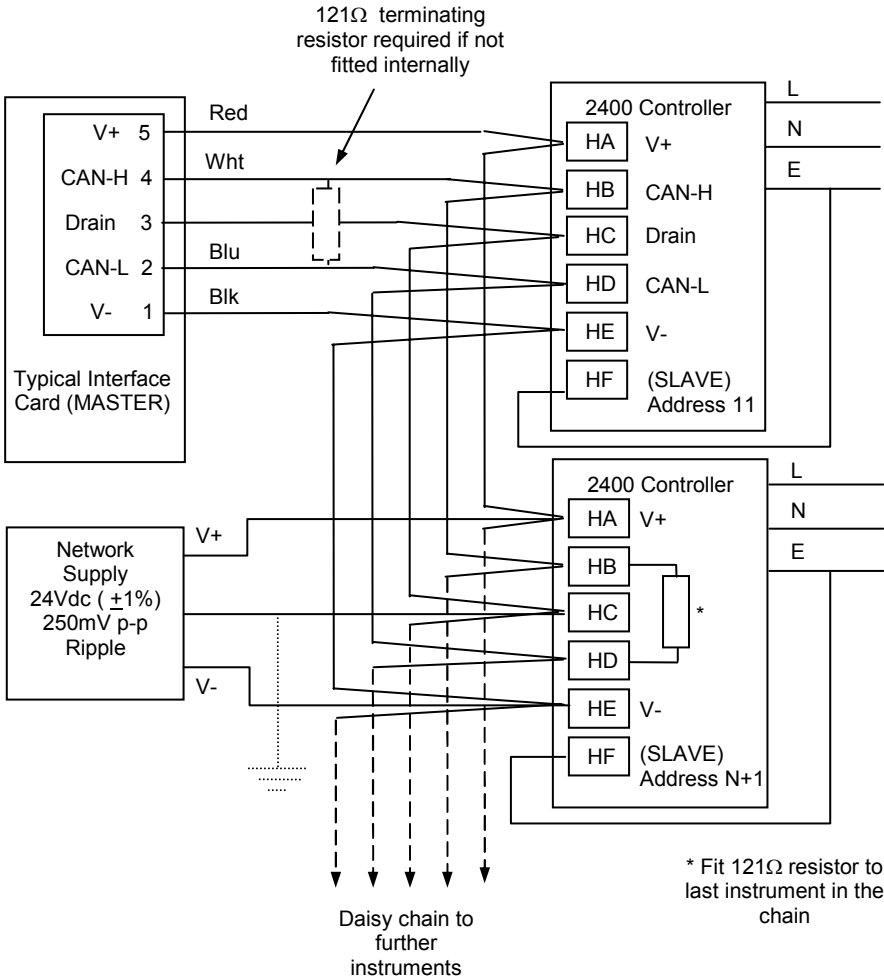 121Ω terminating
resistor required if not
fitted internally
V+ 5
CAN-H 4
Drain 3
CAN-L 2
V- 1
Typical Interface
Card (MASTER)
Red
Wht
Blu
Blk
2400 Controller
HA V+
HB CAN-H
HC Drain
HD CAN-L
HE V-
HF (SLAVE)
Address 11
L
N
E
Network
Supply
24Vdc ( ±1%)
250mV p-p
Ripple
V+
V-
2400 Controller
HA V+
HB
HC
HD
*
HE V-
HF (SLAVE)
Address N+1
L
N
E
Daisy chain to
further
instruments
* Fit 121Ω resistor to
last instrument in the
chain